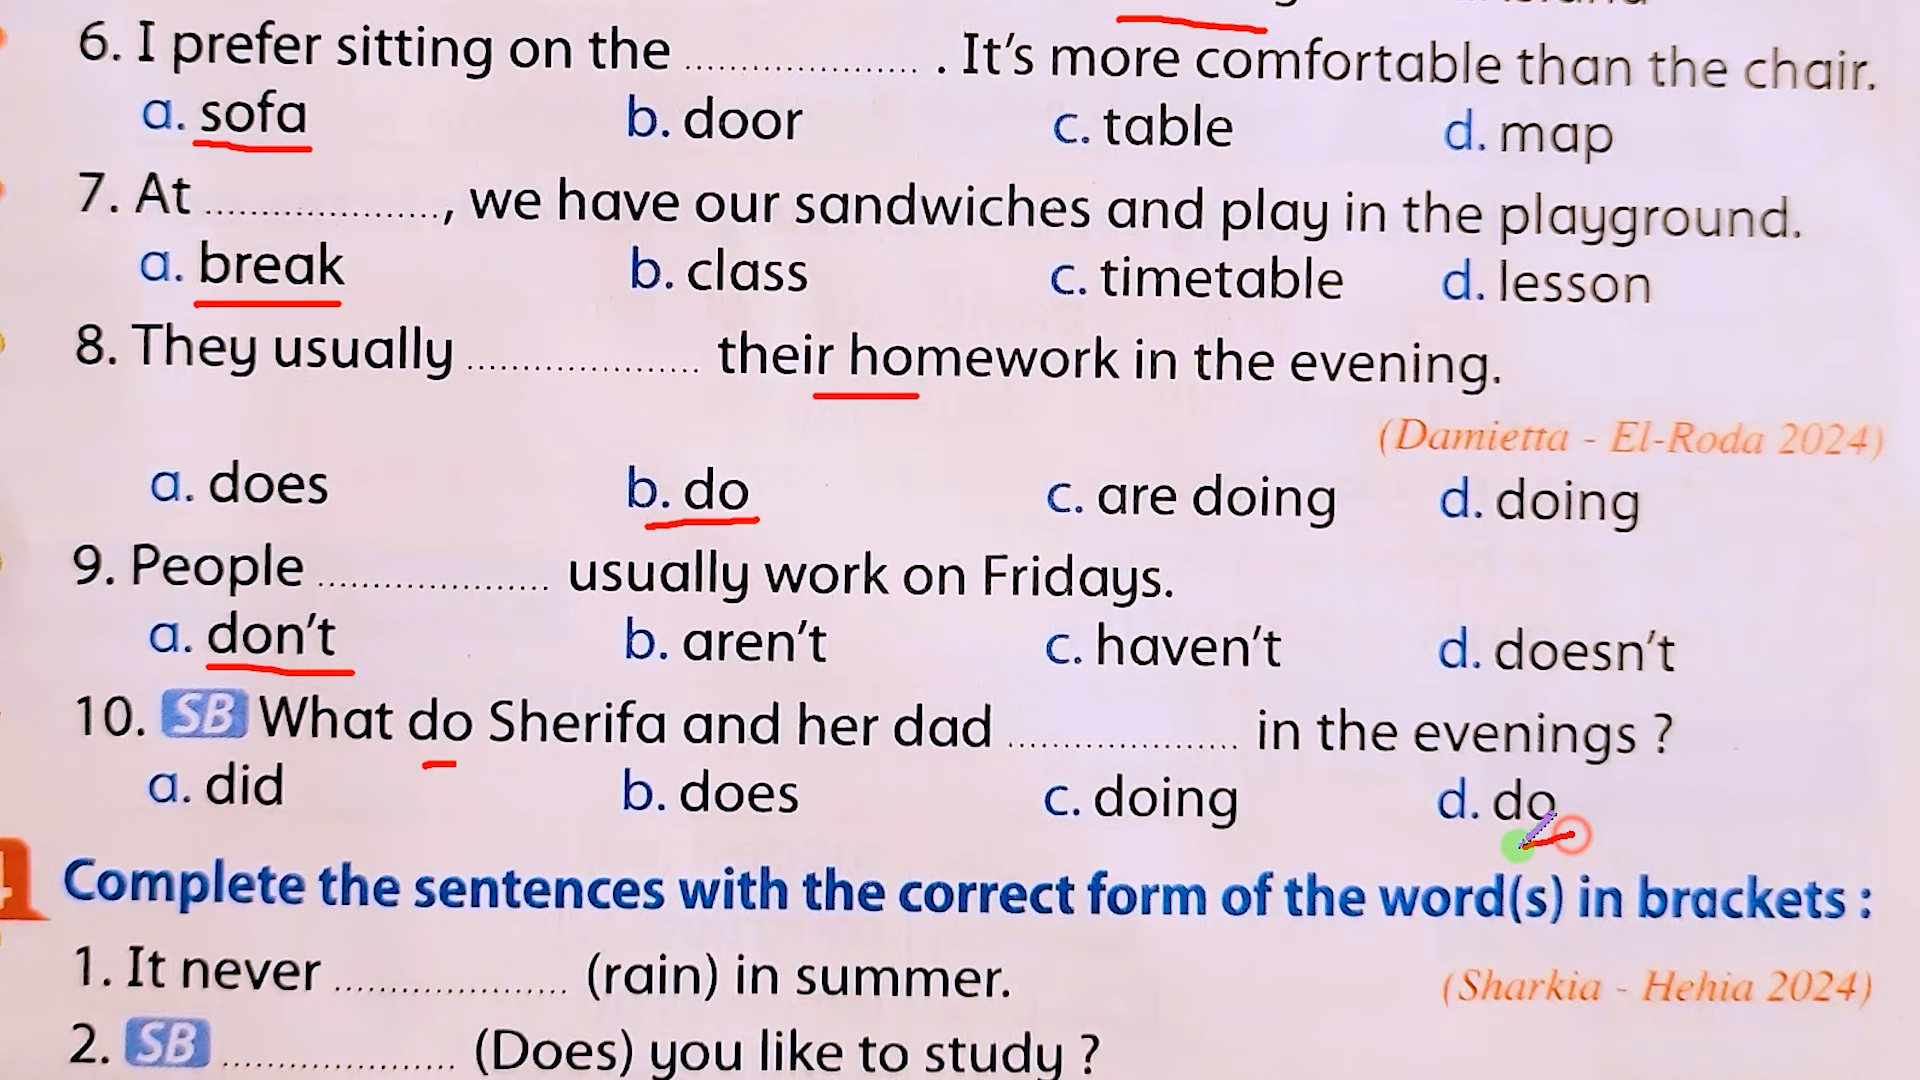 6. I prefer sitting on the .................... . It's more comfortable than the chair.
a. sofa b. door c. table d. map
7. At ...................., we have our sandwiches and play in the playground.
a. break b. class c. timetable d. lesson
8. They usually .................... their homework in the evening.
(Damietta - El-Roda 2024)
a. does b. do c. are doing d. doing
9. People .................... usually work on Fridays.
a. don't b. aren't c. haven't d. doesn't
10. SB What do Sherifa and her dad .................... in the evenings ?
a. did b. does c. doing d. do
4 Complete the sentences with the correct form of the word(s) in brackets :
1. It never .................... (rain) in summer. (Sharkia - Hehia 2024)
2. SB .................... (Does) you like to study ?